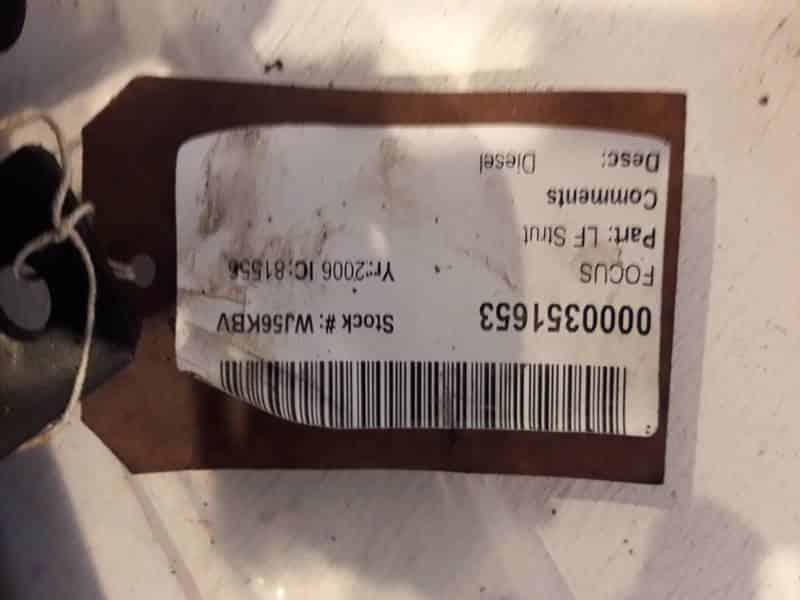 0000351653 Stock #: WJ56KBV
FOCUS Yr.:2006 IC:81556
Part: LF Strut
Comments
Desc: Diesel